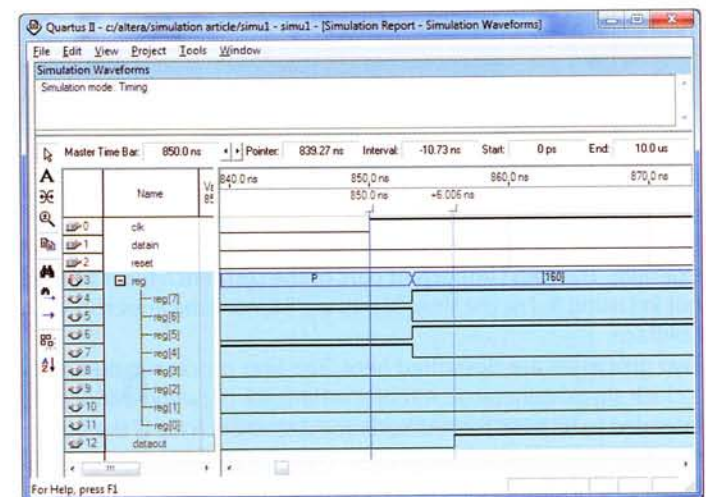 Quartus II - c:/altera/simulation article/simu1 - simu1 - [Simulation Report - Simulation Waveforms]
File Edit View Project Tools Window
Simulation Waveforms
Simulation mode: Timing
Master Time Bar: 850.0 ns Pointer: 839.27 ns Interval: -10.73 ns Start: 0 ps End: 10.0 us
Name
840.0 ns 850.0 ns 860.0 ns 870.0 ns
850.0 ns +6.006 ns
0 clk
1 datain
2 reset
3 reg P [160]
4 reg[7]
5 reg[6]
6 reg[5]
7 reg[4]
8 reg[3]
9 reg[2]
10 reg[1]
11 reg[0]
12 dataout
For Help, press F1